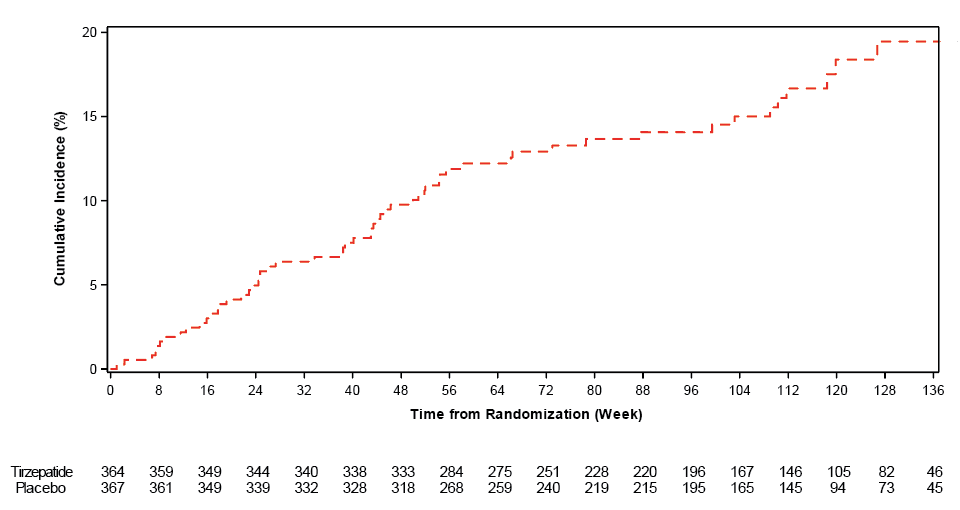 20
15
10
5
0
Cumulative Incidence (%)
0 8 16 24 32 40 48 56 64 72 80 88 96 104 112 120 128 136
Time from Randomization (Week)
Tirzepatide 364 359 349 344 340 338 333 284 275 251 228 220 196 167 146 105 82 46
Placebo 367 361 349 339 332 328 318 268 259 240 219 215 195 165 145 94 73 45